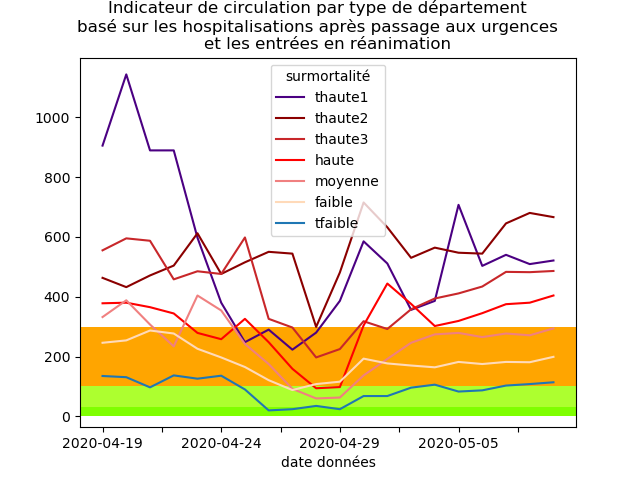 Indicateur de circulation par type de département
basé sur les hospitalisations après passage aux urgences
et les entrées en réanimation
surmortalité
thaute1
thaute2
thaute3
haute
moyenne
faible
tfaible
1000
800
600
400
200
0
2020-04-19 2020-04-24 2020-04-29 2020-05-05
date données